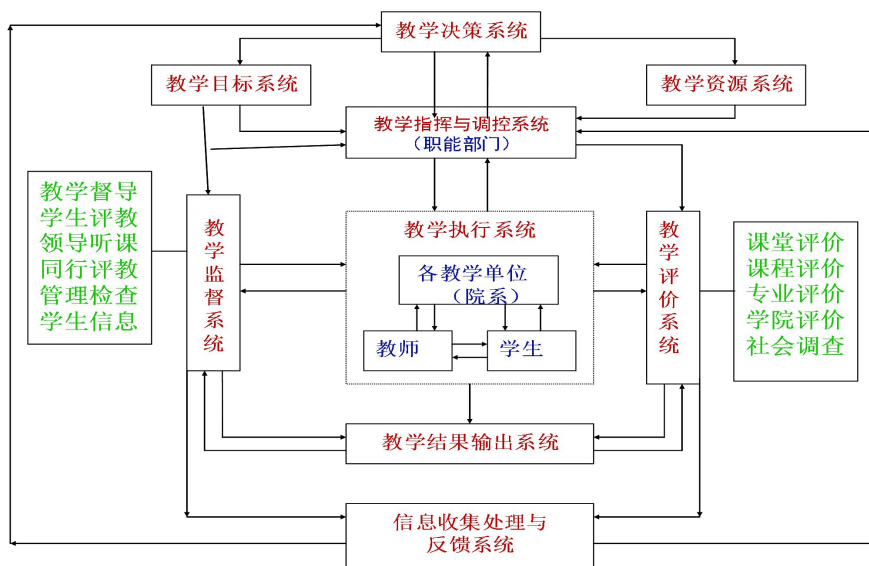 教学决策系统
教学目标系统
教学资源系统
教学指挥与调控系统
（职能部门）
教学督导
学生评教
领导听课
同行评教
管理检查
学生信息
教学监督系统
教学执行系统
各教学单位
（院系）
教师
学生
教学评价系统
课堂评价
课程评价
专业评价
学院评价
社会调查
教学结果输出系统
信息收集处理与
反馈系统